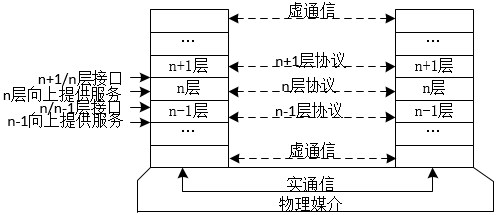 虚通信
... ...
n+1层 n+1层协议 n+1层
n+1/n层接口
n层向上提供服务 n层 n层协议 n层
n/n-1层接口
n-1层 n-1层协议 n-1层
n-1向上提供服务
... ...
虚通信
实通信
物理媒介